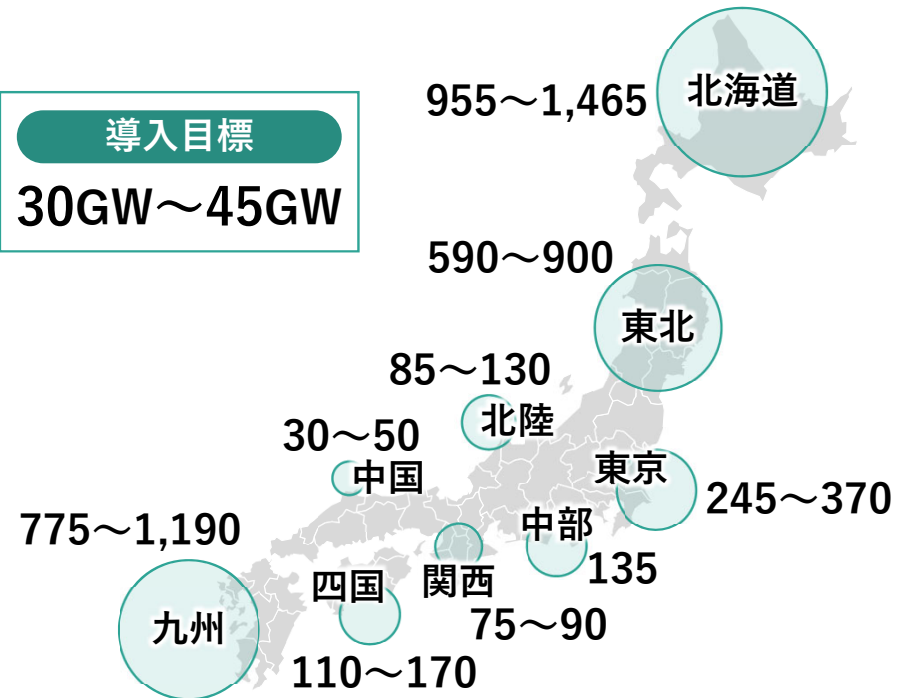 導入目標
30GW～45GW
955～1,465
北海道
590～900
東北
85～130
北陸
30～50
中国
東京
245～370
775～1,190
九州
中部
135
四国
関西
75～90
110～170